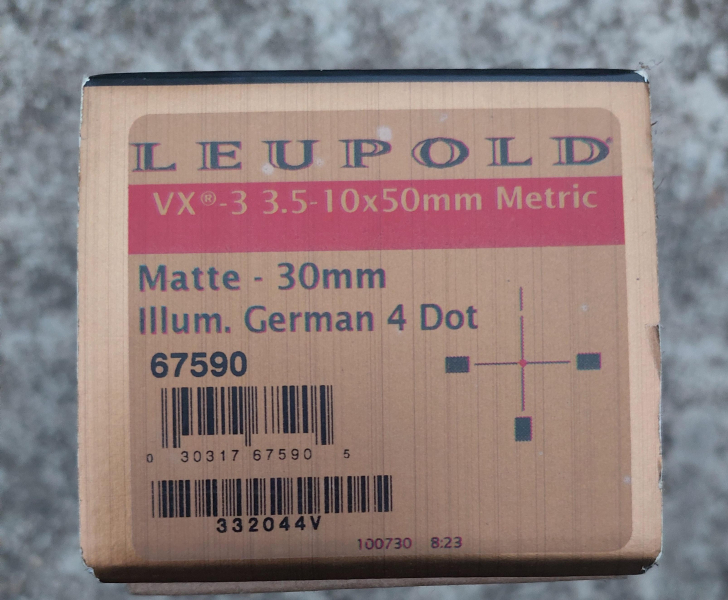 LEUPOLD
VX®-3 3.5-10x50mm Metric
Matte - 30mm
Illum. German 4 Dot
67590
0 30317 67590 5
332044V
100730 8:23